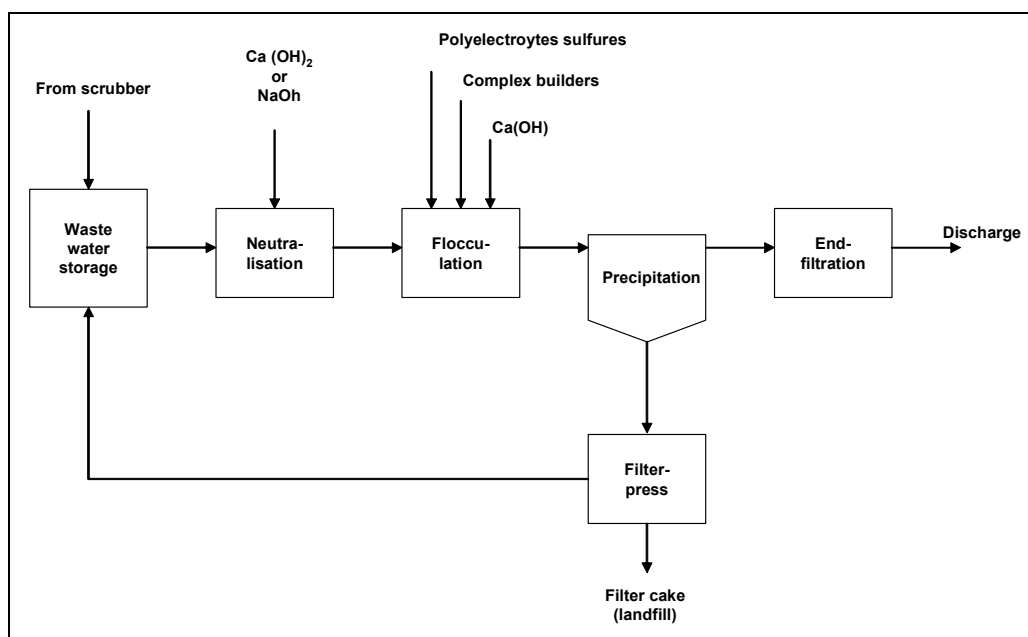 Polyelectroytes sulfures
Ca (OH)2
or
NaOh
Complex builders
From scrubber
Ca(OH)
Waste
water
storage
Neutra-
lisation
Floccu-
lation
Precipitation
End-
filtration
Discharge
Filter-
press
Filter cake
(landfill)